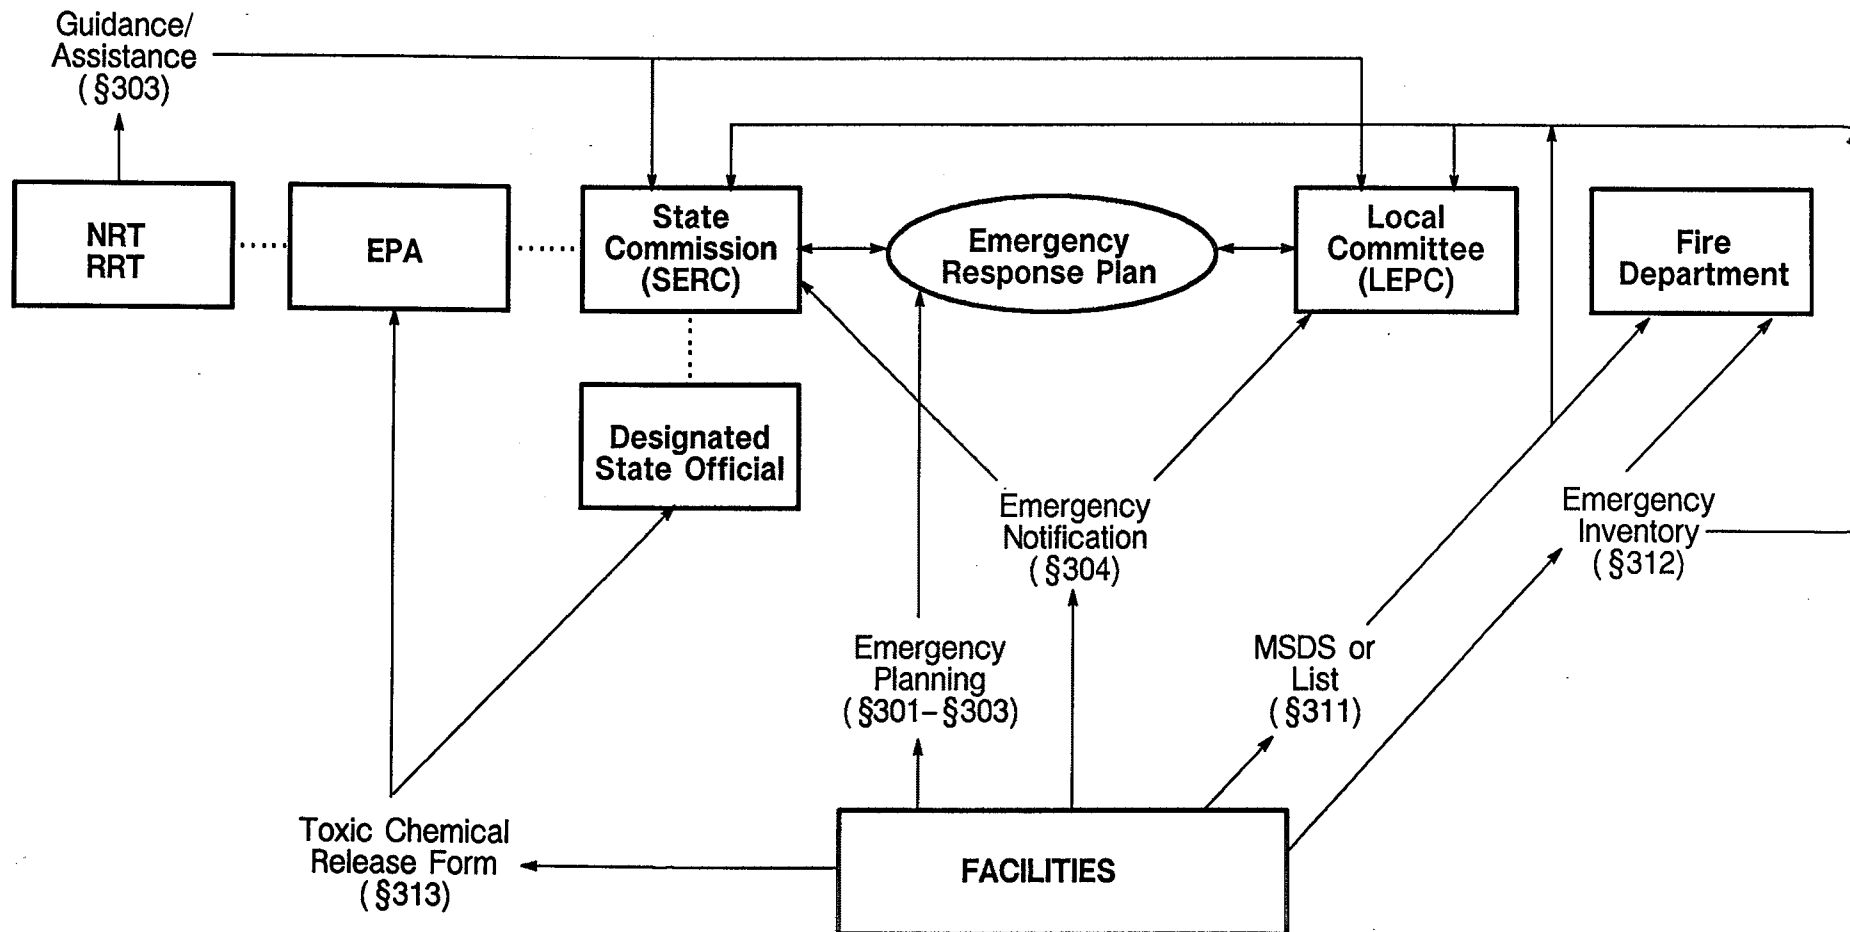 Guidance/
Assistance
(§303)
NRT
RRT
EPA
State
Commission
(SERC)
Emergency
Response Plan
Local
Committee
(LEPC)
Fire
Department
Designated
State Official
Emergency
Notification
(§304)
Emergency
Inventory
(§312)
Emergency
Planning
(§301–§303)
MSDS or
List
(§311)
Toxic Chemical
Release Form
(§313)
FACILITIES